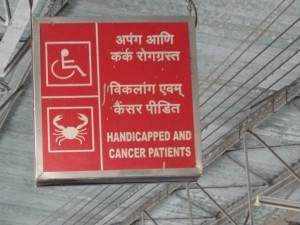 अपंग आणि
कर्क रोगग्रस्त
विकलांग एवम्
कैंसर पीडित
HANDICAPPED AND
CANCER PATIENTS